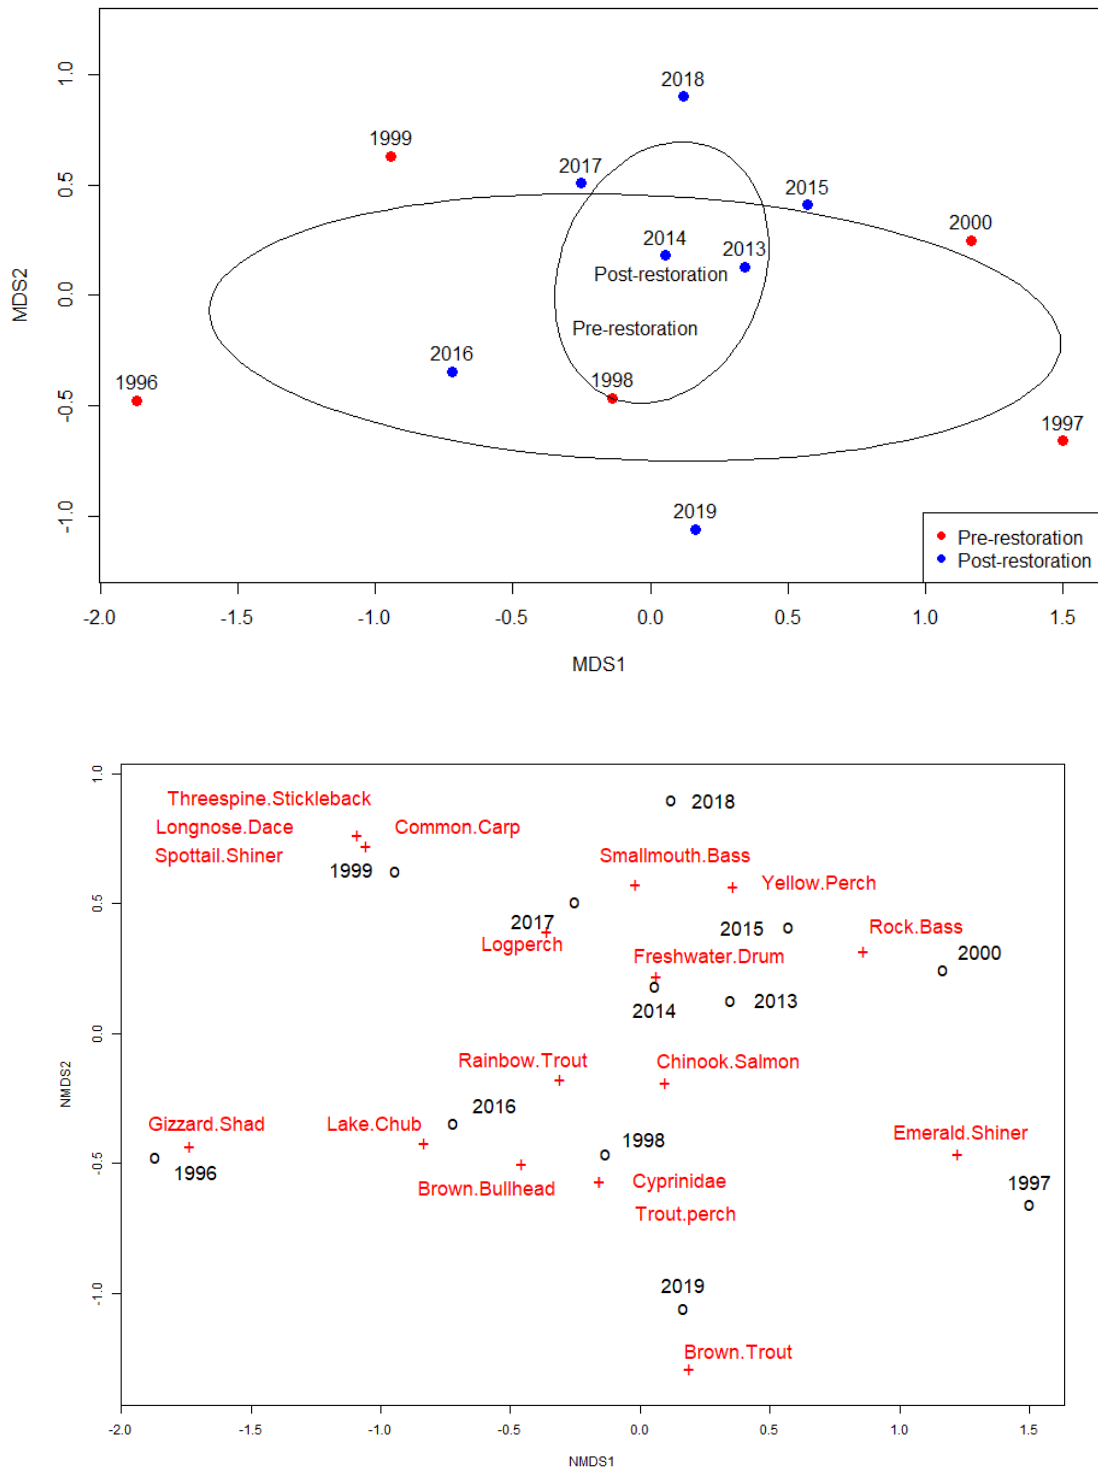 2018
1999
2017
2015
2000
2014
2013
Post-restoration
Pre-restoration
2016
1998
1996
1997
2019
Pre-restoration
Post-restoration
1.0
0.5
0.0
-0.5
-1.0
MDS2
-2.0 -1.5 -1.0 -0.5 0.0 0.5 1.0 1.5
MDS1
Threespine.Stickleback
2018
Longnose.Dace
Common.Carp
Spottail.Shiner
Smallmouth.Bass
1999
Yellow.Perch
2017
2015
Rock.Bass
Logperch
Freshwater.Drum
2000
2014
2013
Rainbow.Trout
Chinook.Salmon
2016
Gizzard.Shad
Lake.Chub
1998
Emerald.Shiner
1996
Brown.Bullhead
Cyprinidae
1997
Trout.perch
2019
Brown.Trout
1.0
0.5
0.0
-0.5
-1.0
NMDS2
-2.0 -1.5 -1.0 -0.5 0.0 0.5 1.0 1.5
NMDS1